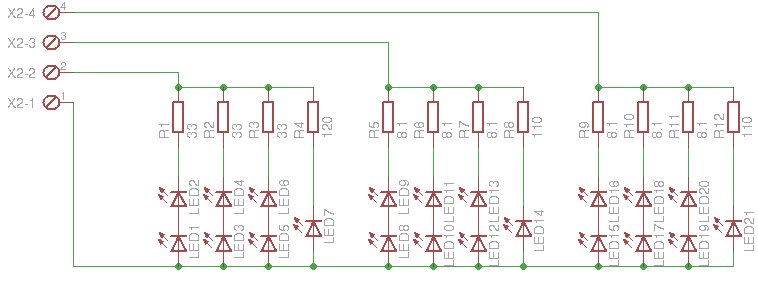 X2-4 4
X2-3 3
X2-2 2
X2-1 1
R1 33 R2 33 R3 33 R4 120 R5 8.1 R6 8.1 R7 8.1 R8 110 R9 8.1 R10 8.1 R11 8.1 R12 110
LED2 LED4 LED6 LED9 LED11 LED13 LED16 LED18 LED20
LED7 LED14 LED21
LED1 LED3 LED5 LED8 LED10 LED12 LED15 LED17 LED19